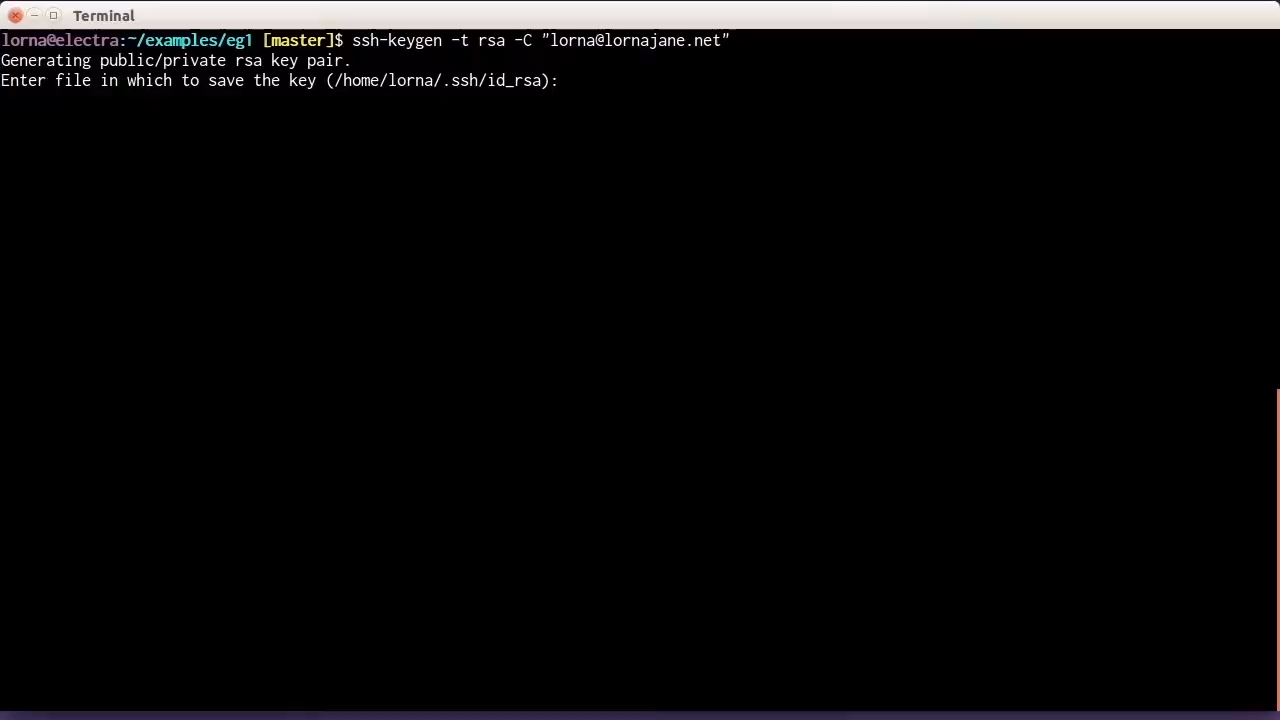 Terminal
lorna@electra:~/examples/eg1 [master]$ ssh-keygen -t rsa -C "lorna@lornajane.net"
Generating public/private rsa key pair.
Enter file in which to save the key (/home/lorna/.ssh/id_rsa):